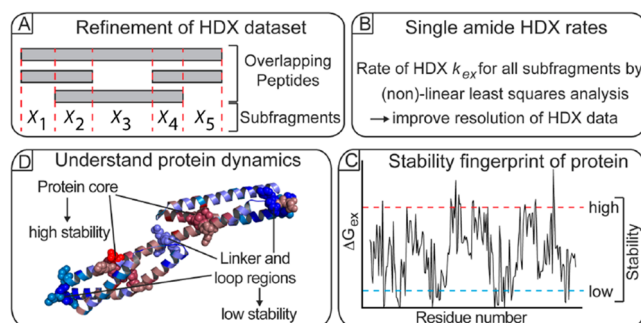 A
Refinement of HDX dataset
Overlapping
Peptides
X1 X2 X3 X4 X5
Subfragments
B
Single amide HDX rates
Rate of HDX kex for all subfragments by
(non)-linear least squares analysis
→ improve resolution of HDX data
D
Understand protein dynamics
Protein core
high stability
Linker and
loop regions
low stability
C
Stability fingerprint of protein
ΔGex
high
low
Stability
Residue number